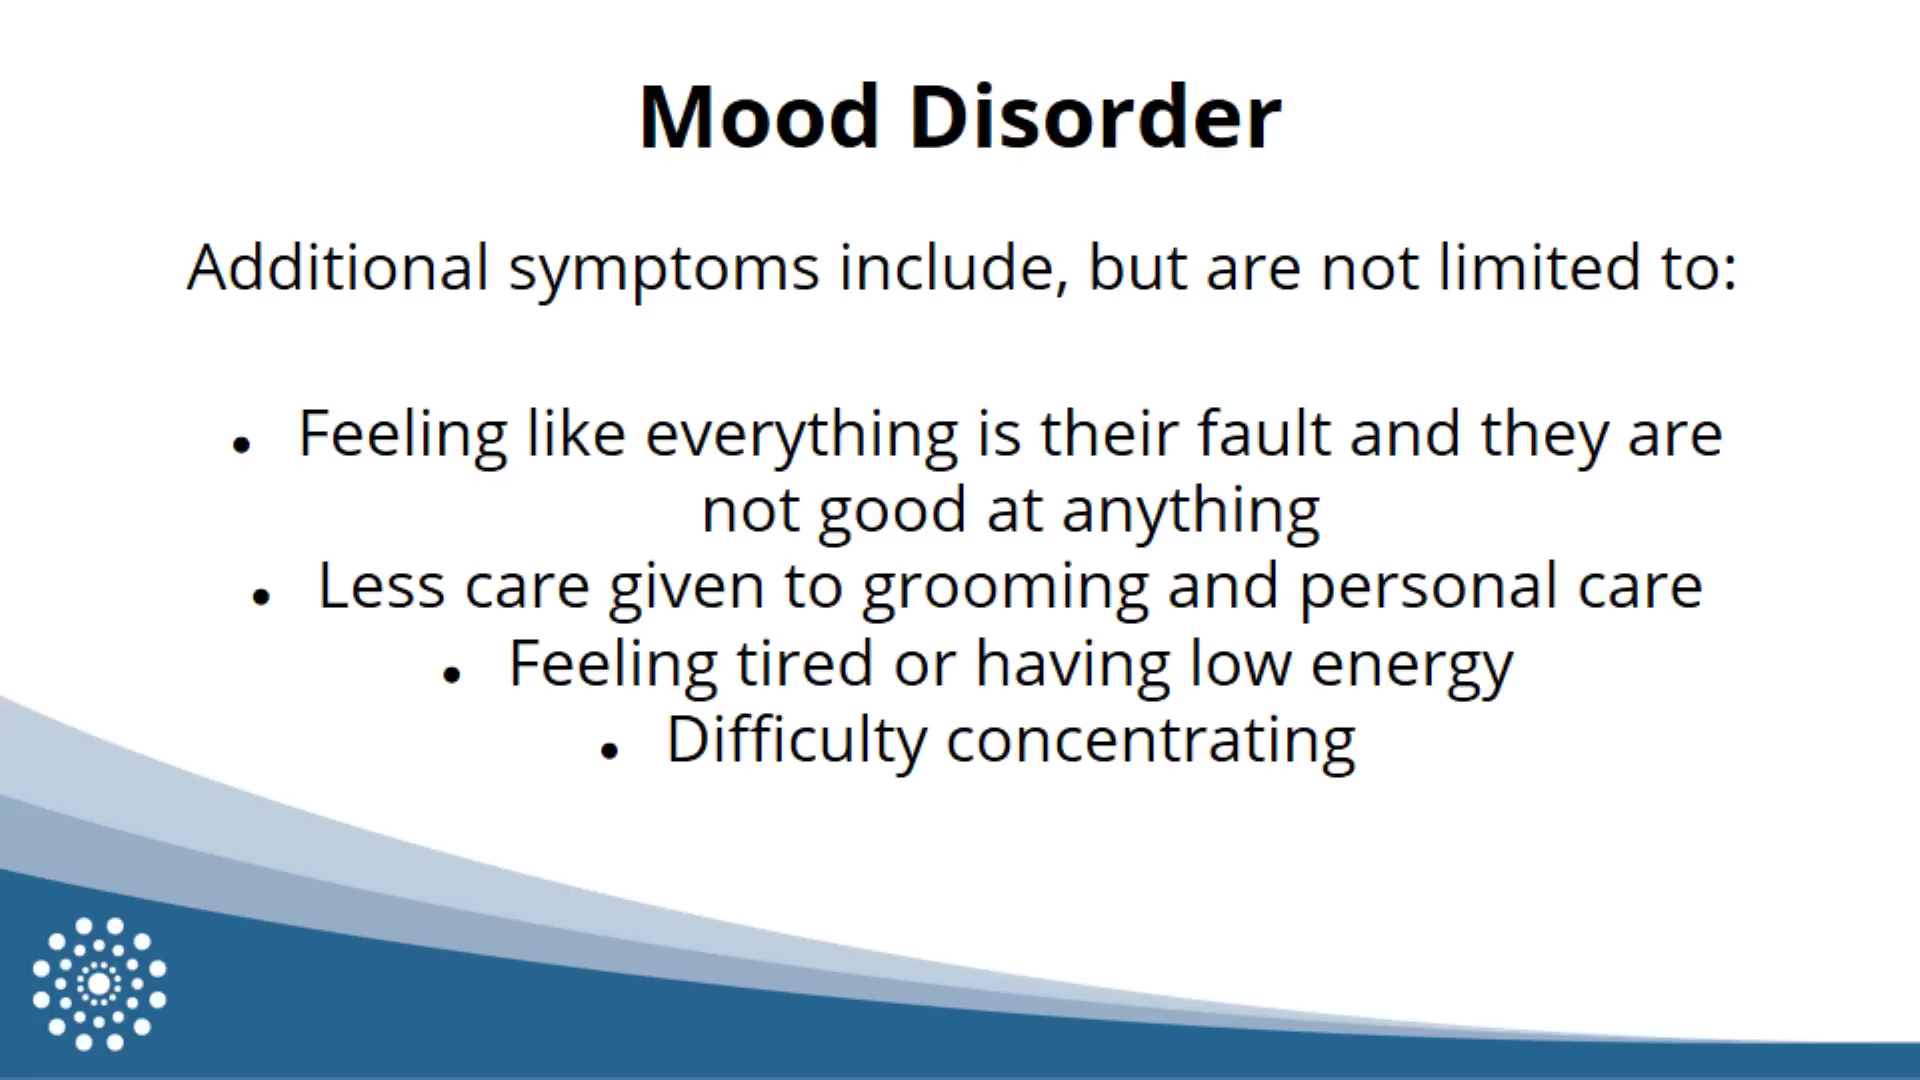 Mood Disorder
Additional symptoms include, but are not limited to:
• Feeling like everything is their fault and they are
not good at anything
• Less care given to grooming and personal care
• Feeling tired or having low energy
• Difficulty concentrating